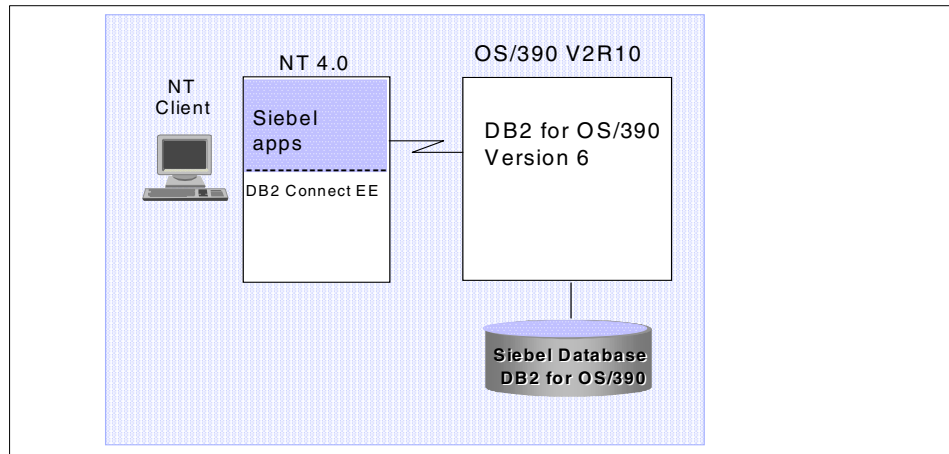 NT
Client
NT 4.0
Siebel
apps
DB2 Connect EE
OS/390 V2R10
DB2 for OS/390
Version 6
Siebel Database
DB2 for OS/390